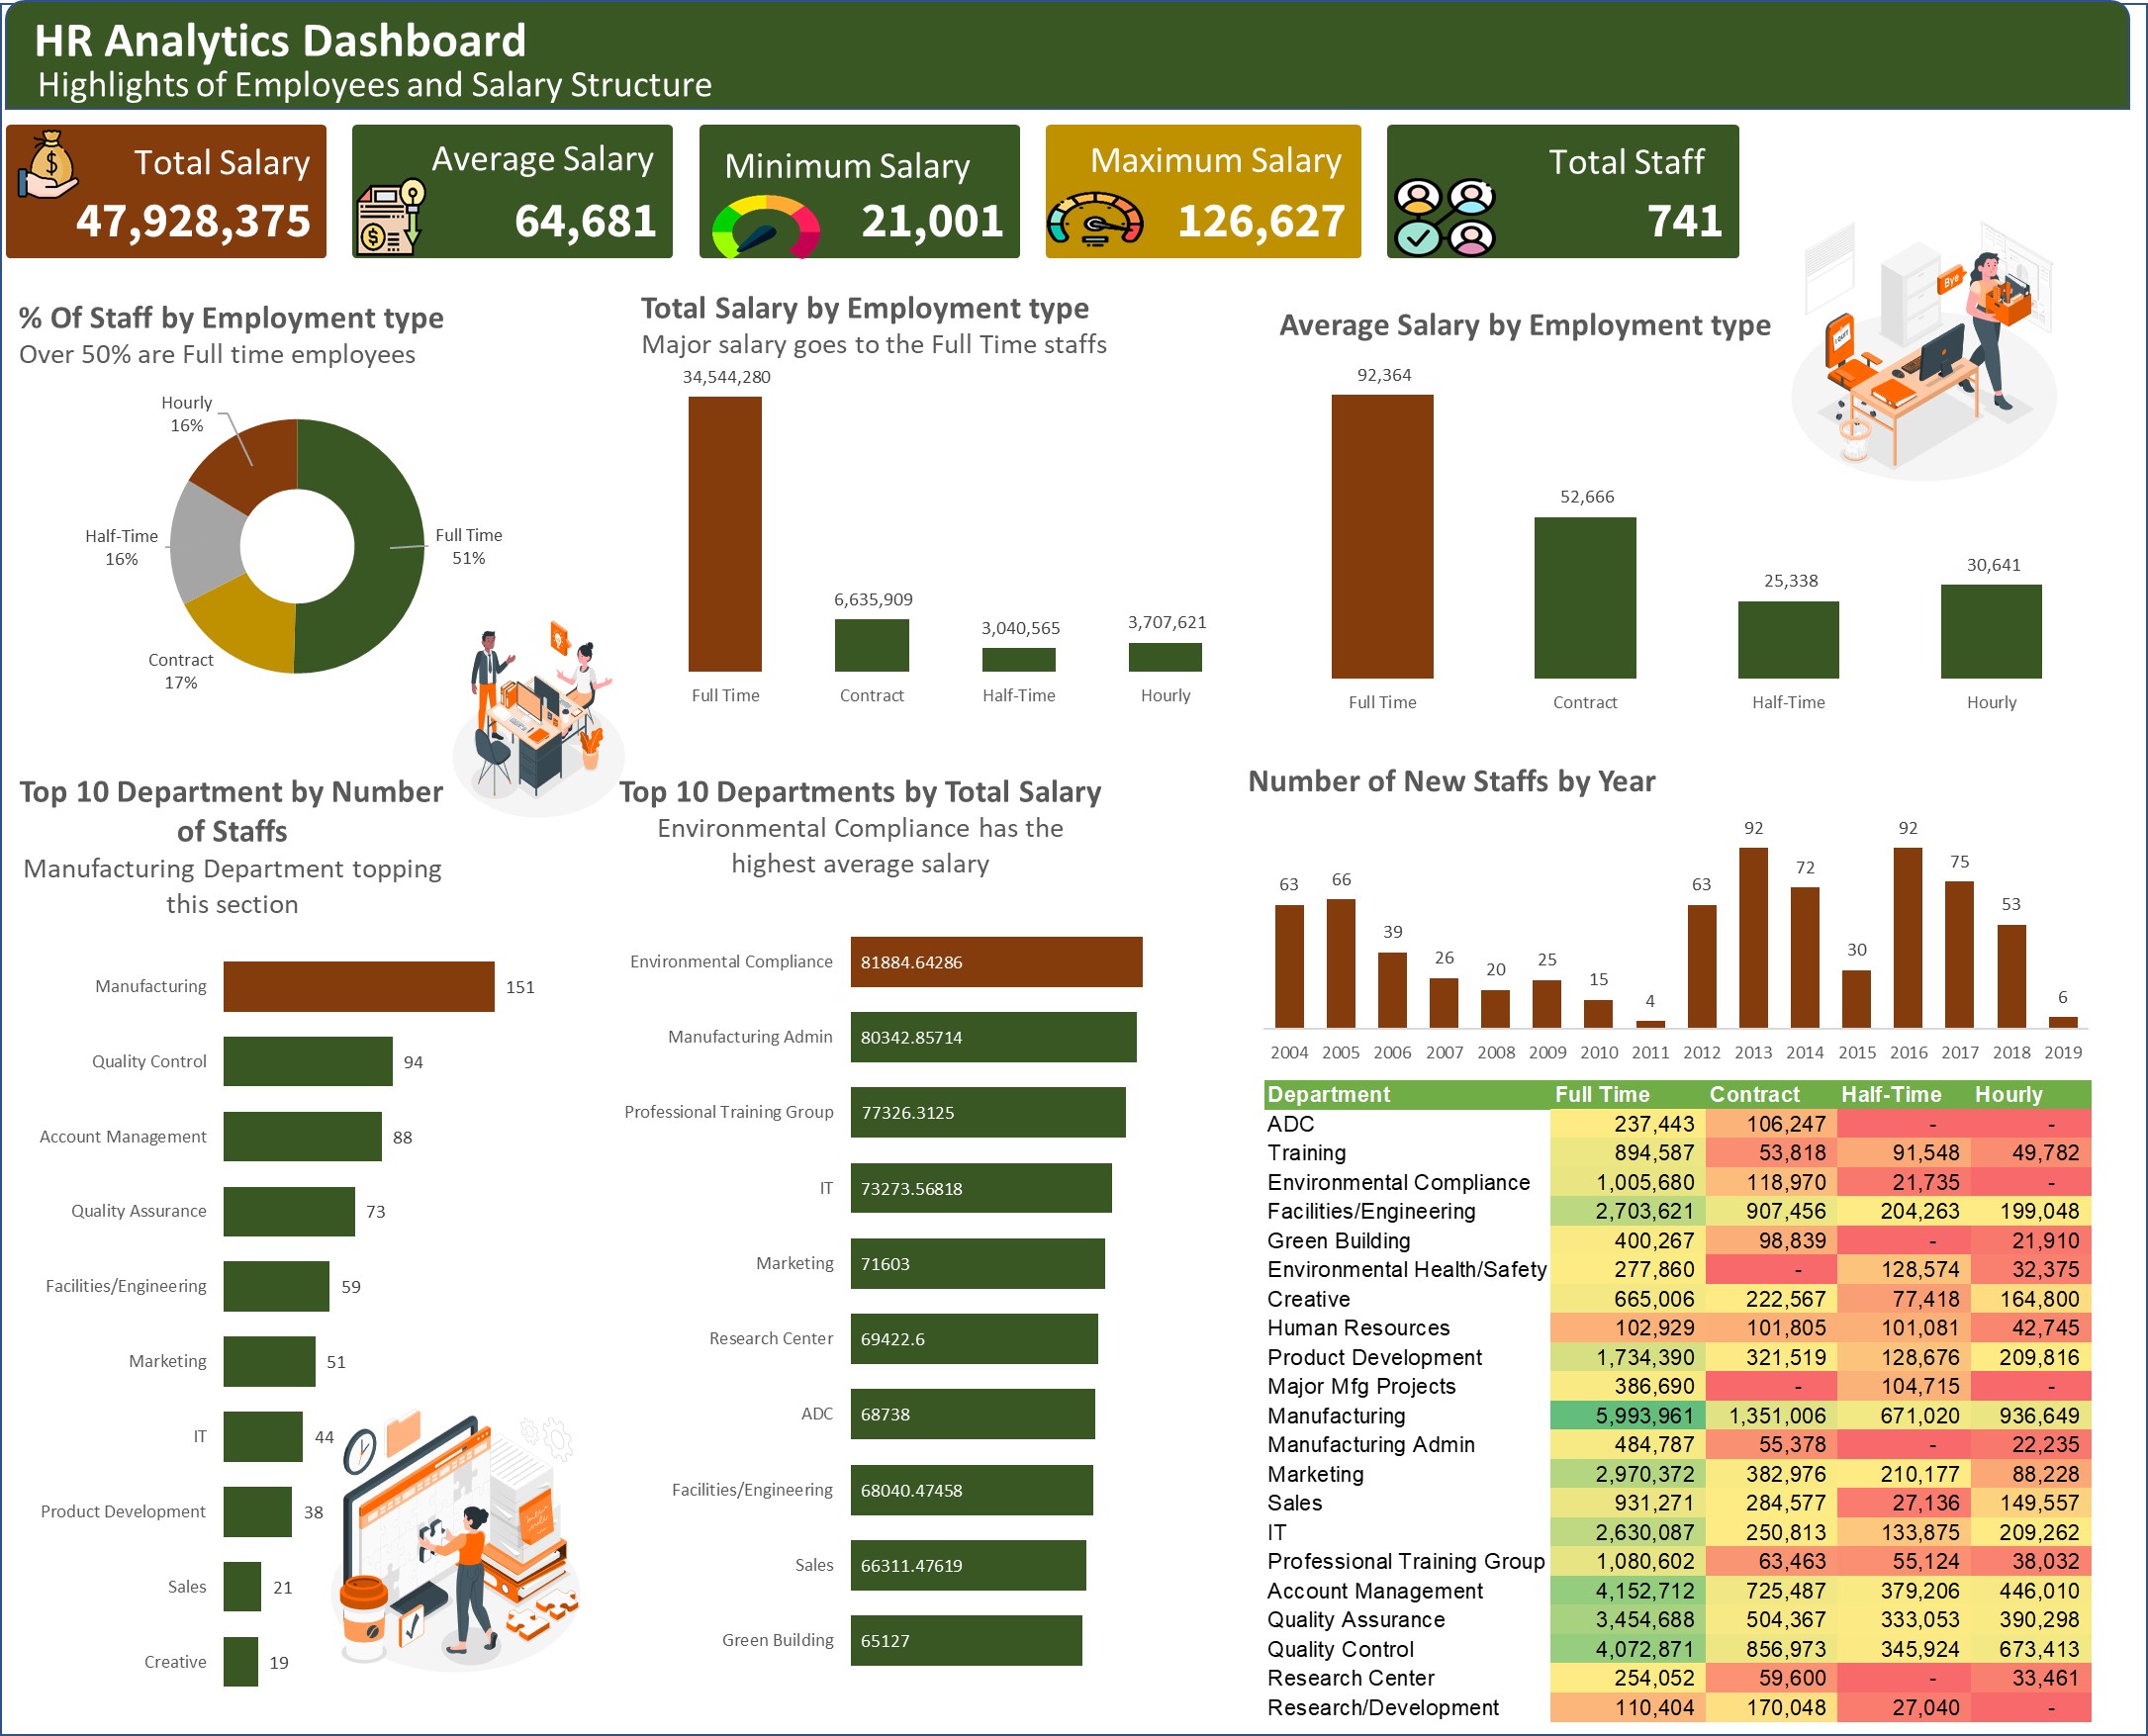 HR Analytics Dashboard
Highlights of Employees and Salary Structure
Total Salary
47,928,375
Average Salary
64,681
Minimum Salary
21,001
Maximum Salary
126,627
Total Staff
741
% Of Staff by Employment type
Over 50% are Full time employees
Hourly
16%
Half-Time
16%
Full Time
51%
Contract
17%
Total Salary by Employment type
Major salary goes to the Full Time staffs
34,544,280
6,635,909
3,040,565
3,707,621
Full Time Contract Half-Time Hourly
Average Salary by Employment type
92,364
52,666
25,338
30,641
Full Time Contract Half-Time Hourly
Bye
Top 10 Department by Number
of Staffs
Manufacturing Department topping
this section
Manufacturing 151
Quality Control 94
Account Management 88
Quality Assurance 73
Facilities/Engineering 59
Marketing 51
IT 44
Product Development 38
Sales 21
Creative 19
Top 10 Departments by Total Salary
Environmental Compliance has the
highest average salary
Environmental Compliance 81884.64286
Manufacturing Admin 80342.85714
Professional Training Group 77326.3125
IT 73273.56818
Marketing 71603
Research Center 69422.6
ADC 68738
Facilities/Engineering 68040.47458
Sales 66311.47619
Green Building 65127
Number of New Staffs by Year
63 66 39 26 20 25 15 4 63 92 72 30 92 75 53 6
2004 2005 2006 2007 2008 2009 2010 2011 2012 2013 2014 2015 2016 2017 2018 2019
Department Full Time Contract Half-Time Hourly
ADC 237,443 106,247 - -
Training 894,587 53,818 91,548 49,782
Environmental Compliance 1,005,680 118,970 21,735 -
Facilities/Engineering 2,703,621 907,456 204,263 199,048
Green Building 400,267 98,839 - 21,910
Environmental Health/Safety 277,860 - 128,574 32,375
Creative 665,006 222,567 77,418 164,800
Human Resources 102,929 101,805 101,081 42,745
Product Development 1,734,390 321,519 128,676 209,816
Major Mfg Projects 386,690 - 104,715 -
Manufacturing 5,993,961 1,351,006 671,020 936,649
Manufacturing Admin 484,787 55,378 - 22,235
Marketing 2,970,372 382,976 210,177 88,228
Sales 931,271 284,577 27,136 149,557
IT 2,630,087 250,813 133,875 209,262
Professional Training Group 1,080,602 63,463 55,124 38,032
Account Management 4,152,712 725,487 379,206 446,010
Quality Assurance 3,454,688 504,367 333,053 390,298
Quality Control 4,072,871 856,973 345,924 673,413
Research Center 254,052 59,600 - 33,461
Research/Development 110,404 170,048 27,040 -